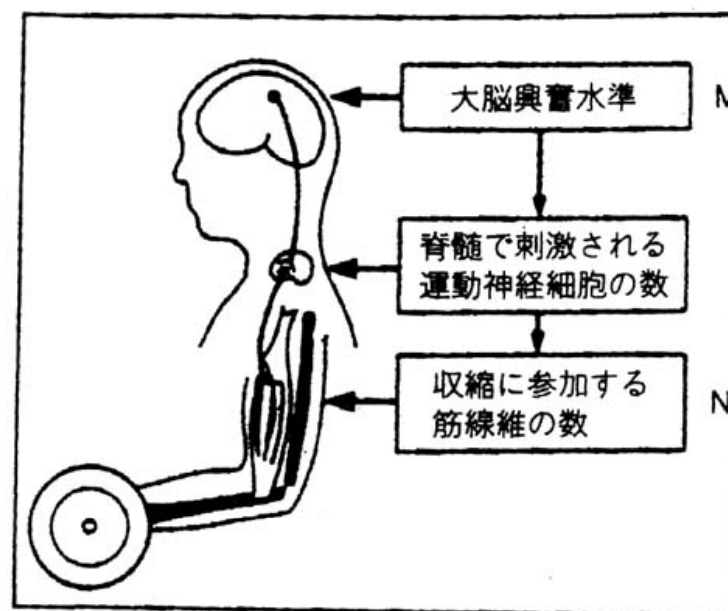 大脳興奮水準
M
脊髄で刺激される
運動神経細胞の数
収縮に参加する
筋線維の数
N